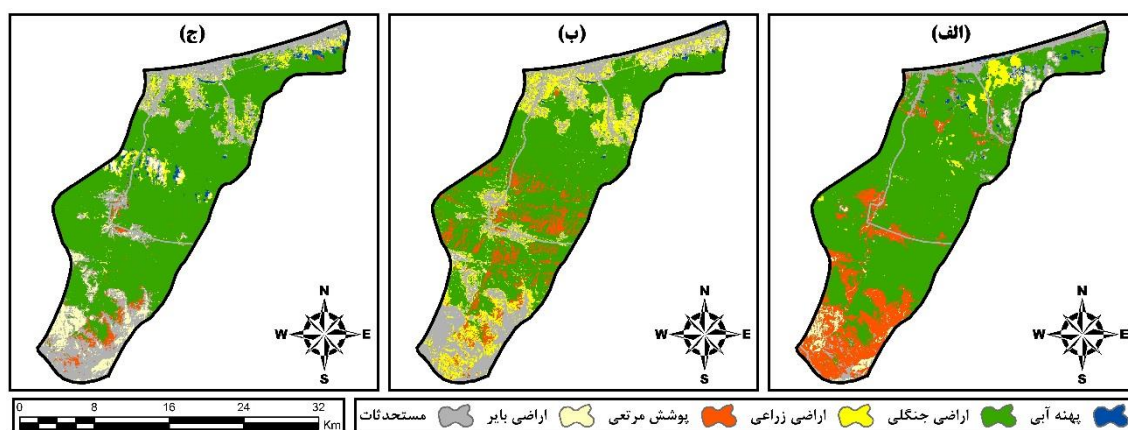 (الف)
(ب)
(ج)
N
W E
S
N
W E
S
N
W E
S
پهنه آبی اراضی جنگلی اراضی زراعی پوشش مرتعی اراضی بایر مستحدثات
0 8 16 24 32
Km